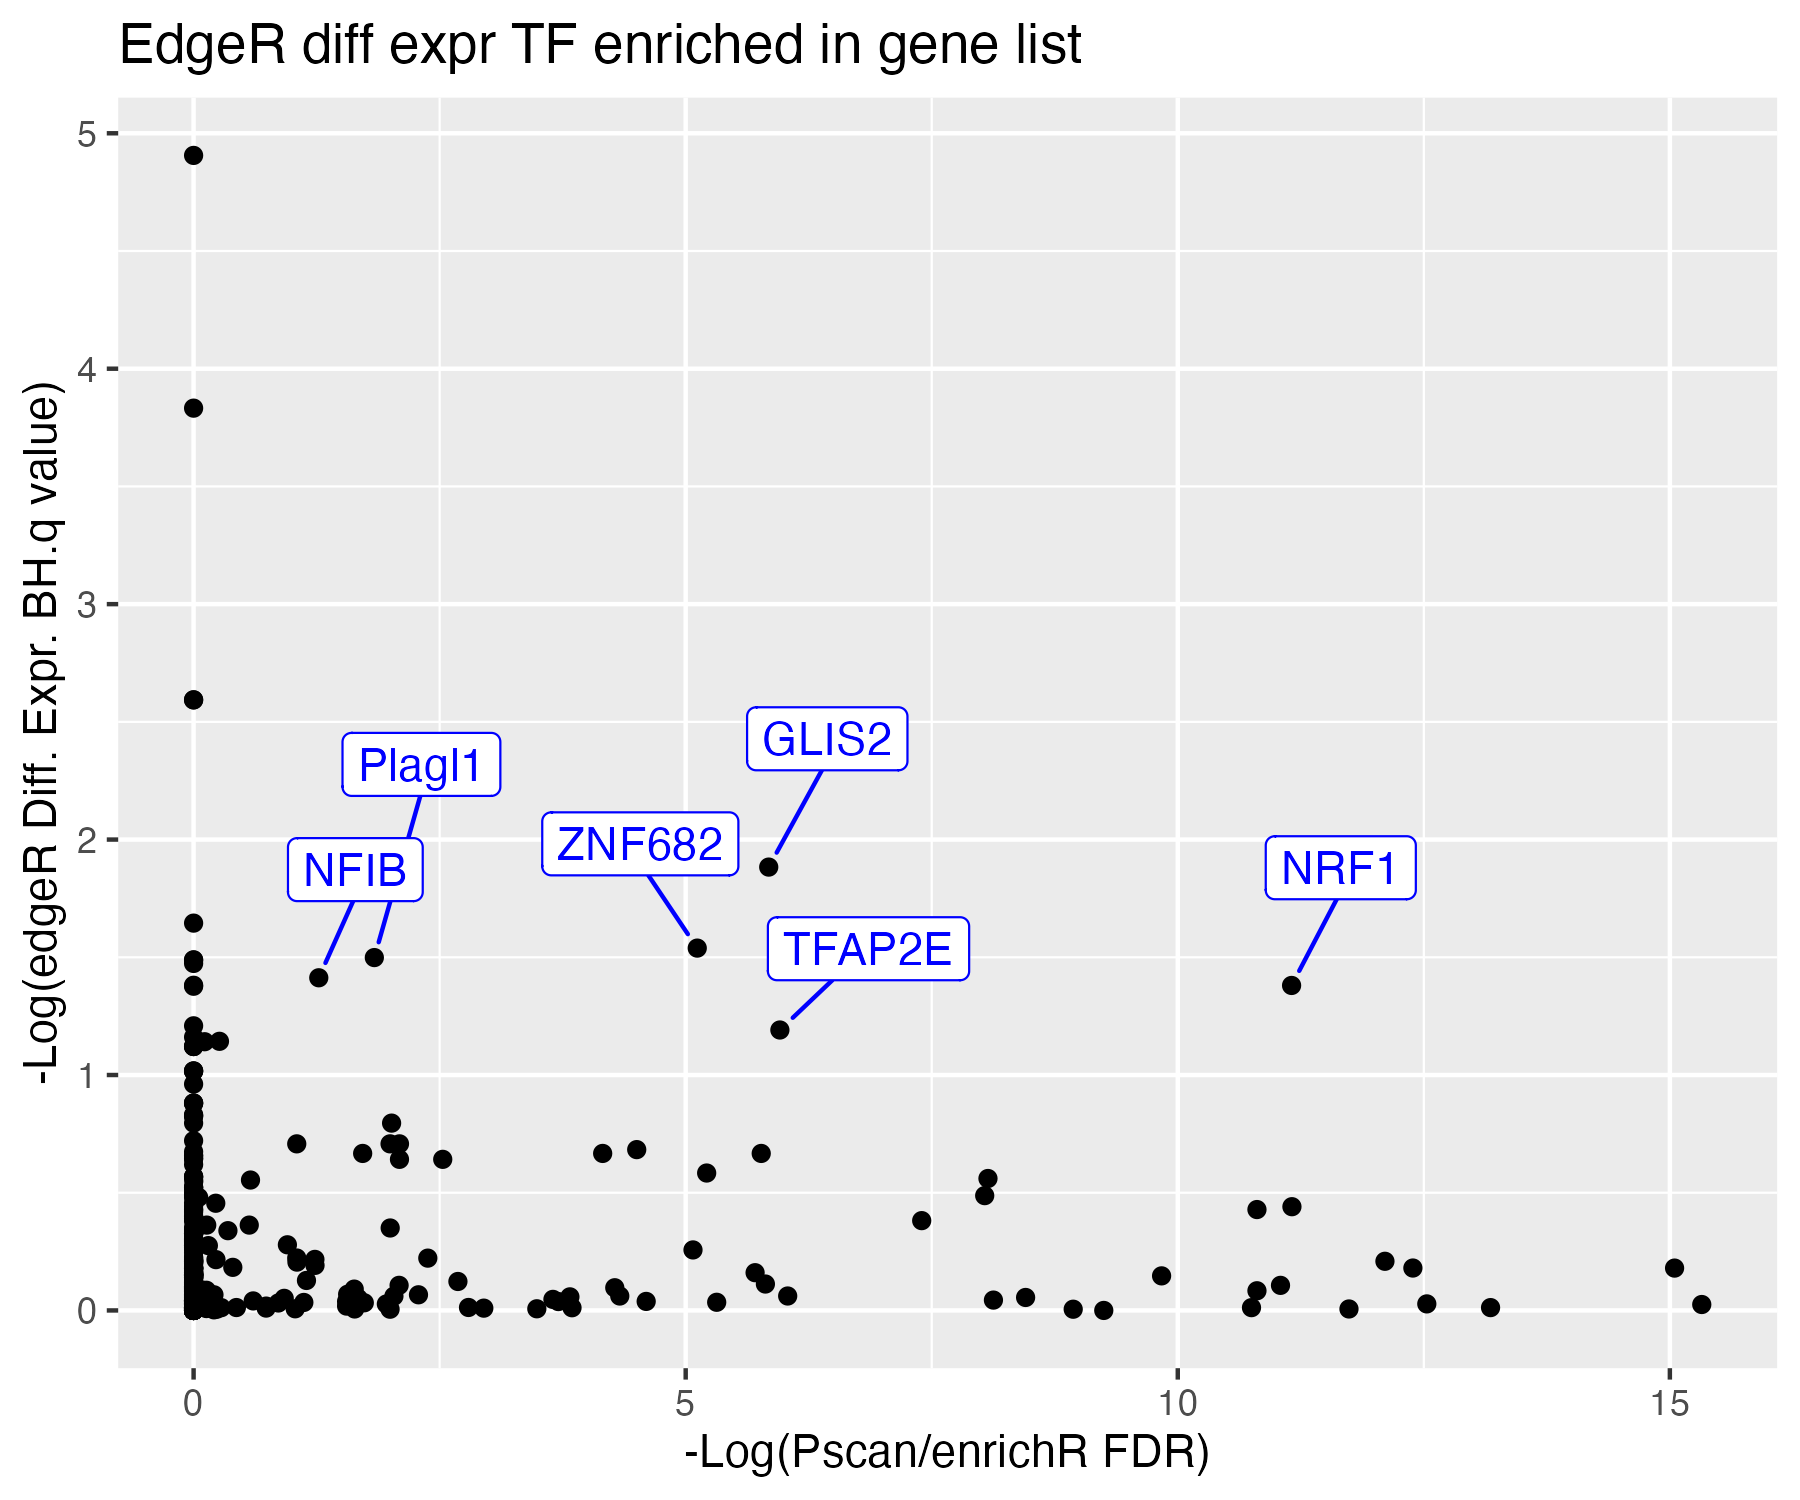 EdgeR diff expr TF enriched in gene list
-Log(edgeR Diff. Expr. BH.q value)
5
4
3
2
1
0
Plagl1
NFIB
ZNF682
GLIS2
TFAP2E
NRF1
0
5
10
15
-Log(Pscan/enrichR FDR)